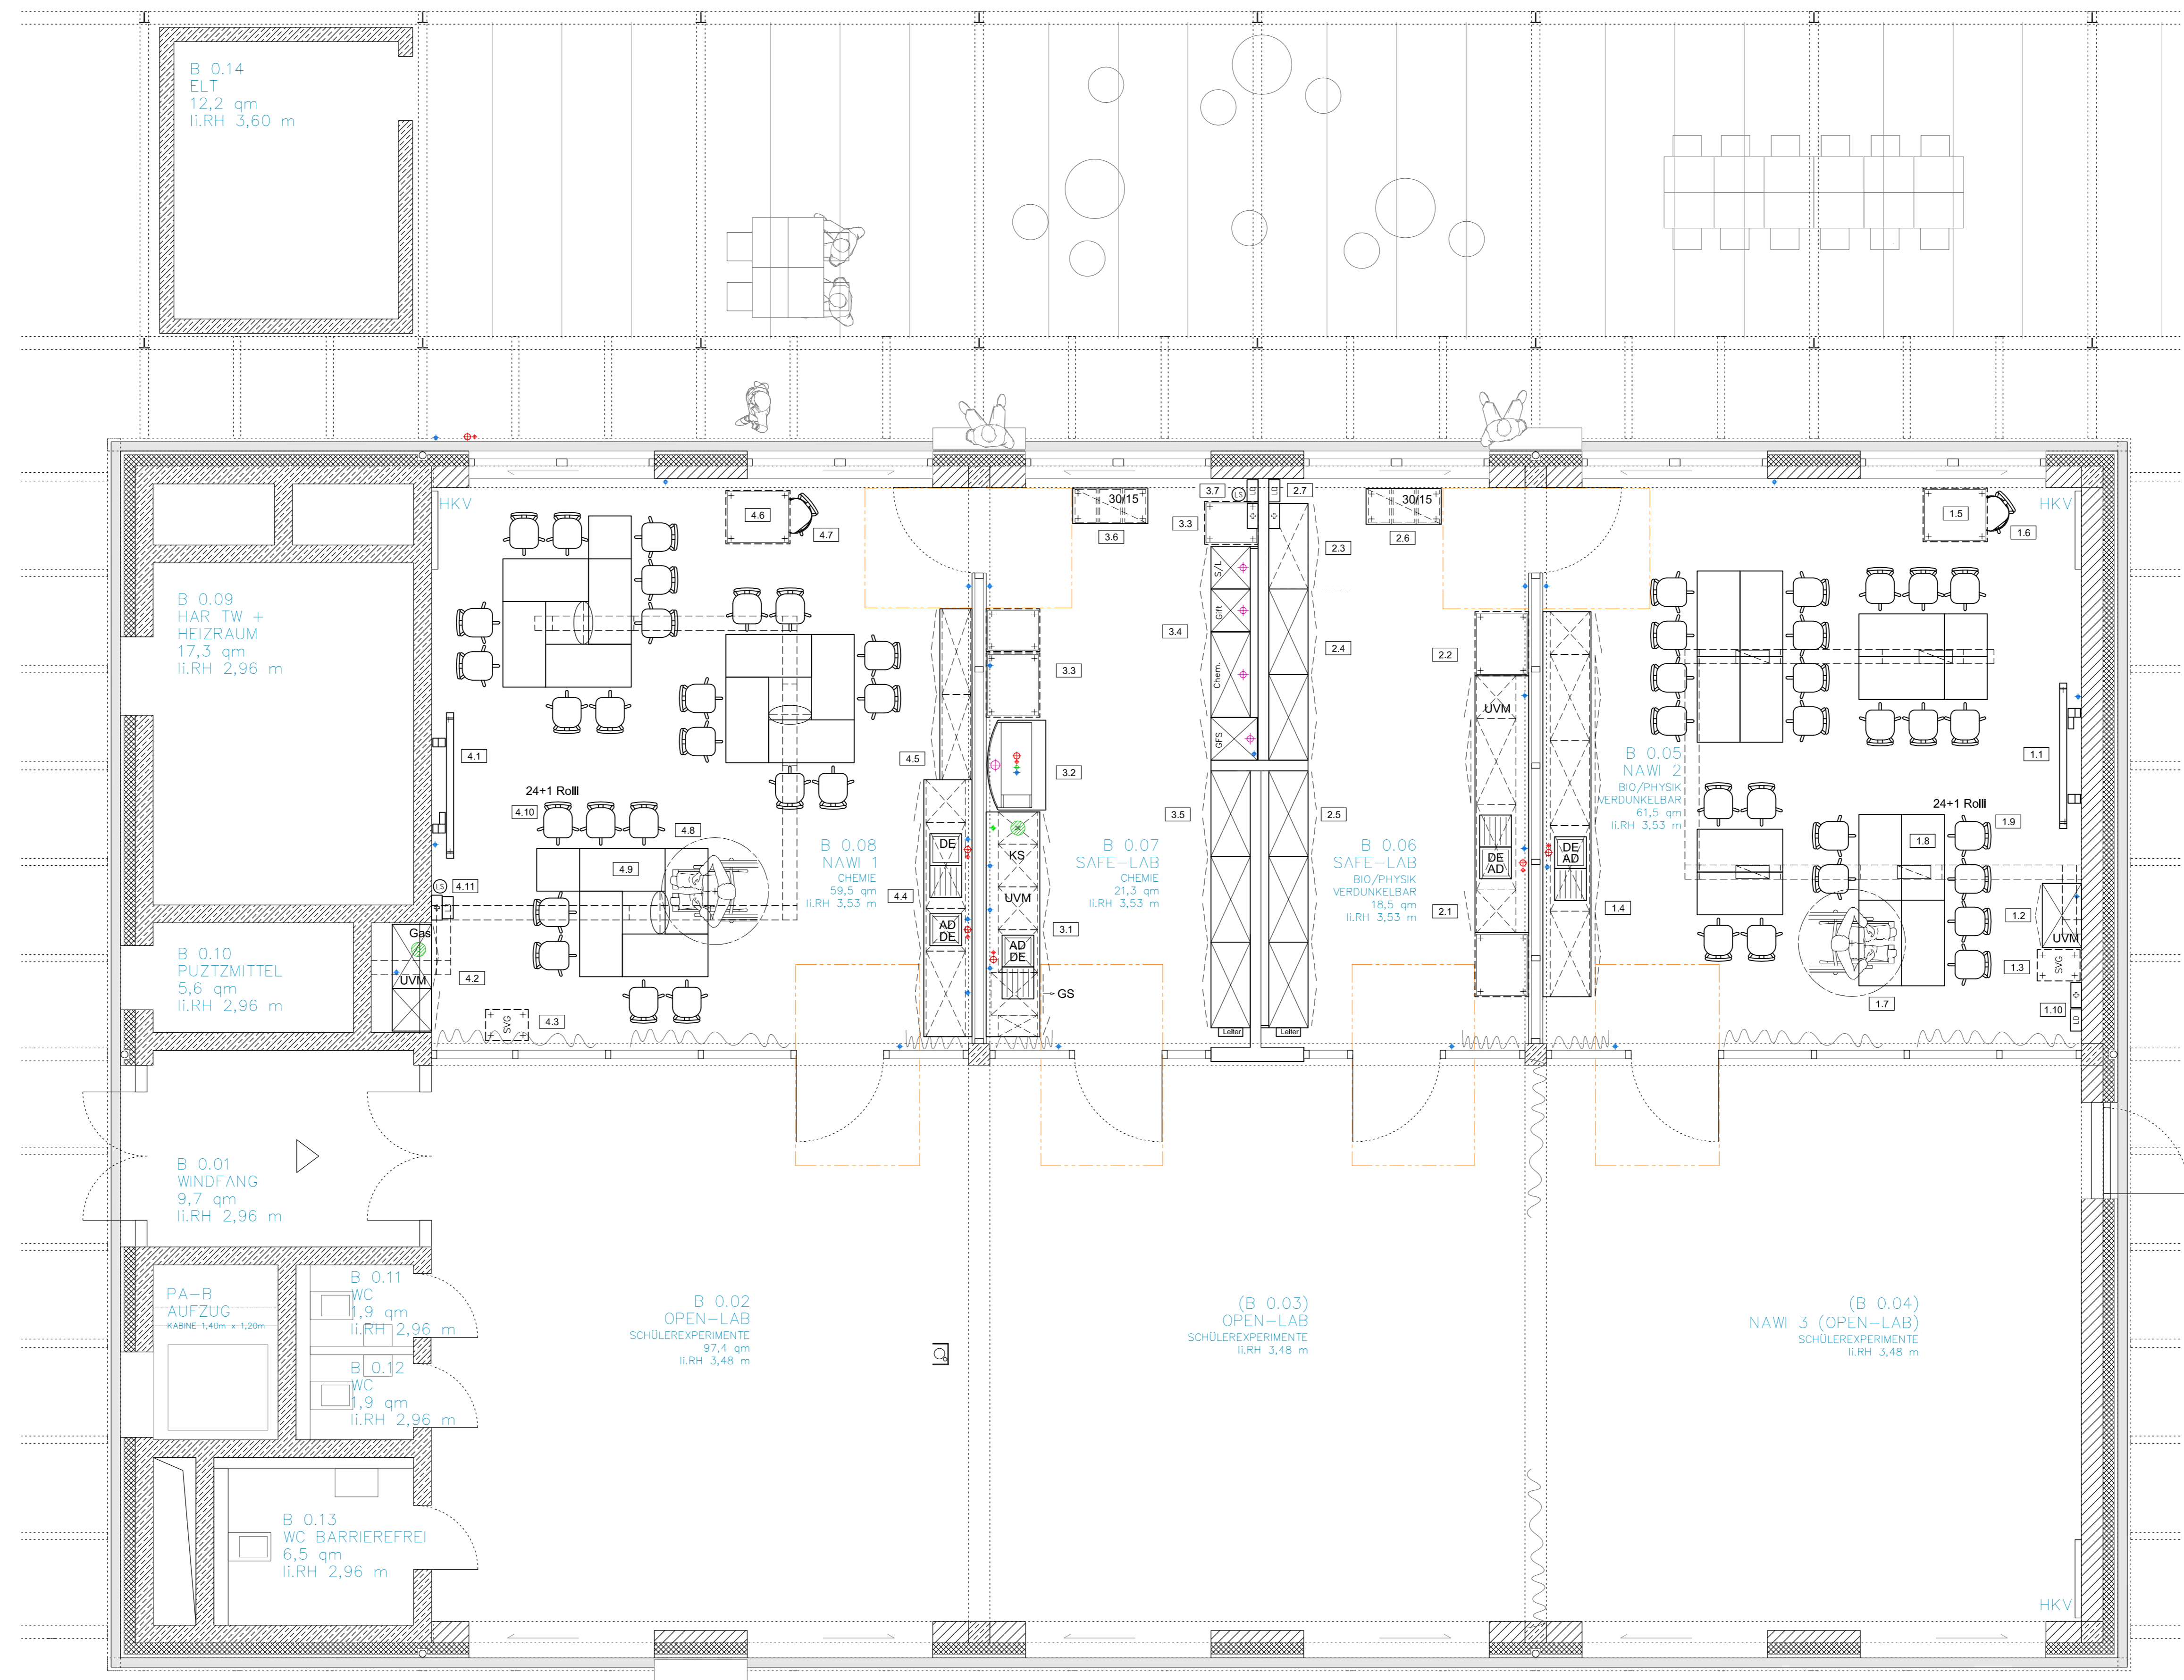 B 0.14
ELT
12,2 qm
li.RH 3,60 m
HKV
4.6
4.7
30/15
3.6
3.7
LS
LD
LD
2.7
3.3
30/15
2.6
2.3
1.5
1.6
HKV
B 0.09
HAR TW +
HEIZRAUM
17,3 qm
li.RH 2,96 m
S/L
Gift
Chem.
GFS
3.4
2.4
2.2
3.3
UVM
4.1
4.5
3.2
3.5
2.5
B 0.05
NAWI 2
BIO/PHYSIK
VERDUNKELBAR
61,5 qm
li.RH 3,53 m
1.1
24+1 Rolli
4.10
4.8
4.9
24+1 Rolli
1.9
1.8
B 0.08
NAWI 1
CHEMIE
59,5 qm
li.RH 3,53 m
DE
KS
UVM
B 0.07
SAFE-LAB
CHEMIE
21,3 qm
li.RH 3,53 m
B 0.06
SAFE-LAB
BIO/PHYSIK
VERDUNKELBAR
18,5 qm
li.RH 3,53 m
DE
AD
DE
AD
LS
4.11
LD
4.4
AD
DE
3.1
AD
DE
2.1
1.4
1.2
UVM
Gas
UVM
4.2
B 0.10
PUZTZMITTEL
5,6 qm
li.RH 2,96 m
SVG
4.3
GS
Leiter
Leiter
SVG
1.3
1.7
1.10
LD
B 0.01
WINDFANG
9,7 qm
li.RH 2,96 m
PA-B
AUFZUG
KABINE 1,40m x 1,20m
B 0.11
WC
1,9 qm
li.RH 2,96 m
B 0.12
WC
1,9 qm
li.RH 2,96 m
B 0.02
OPEN-LAB
SCHÜLEREXPERIMENTE
97,4 qm
li.RH 3,48 m
(B 0.03)
OPEN-LAB
SCHÜLEREXPERIMENTE
li.RH 3,48 m
(B 0.04)
NAWI 3 (OPEN-LAB)
SCHÜLEREXPERIMENTE
li.RH 3,48 m
B 0.13
WC BARRIEREFREI
6,5 qm
li.RH 2,96 m
HKV